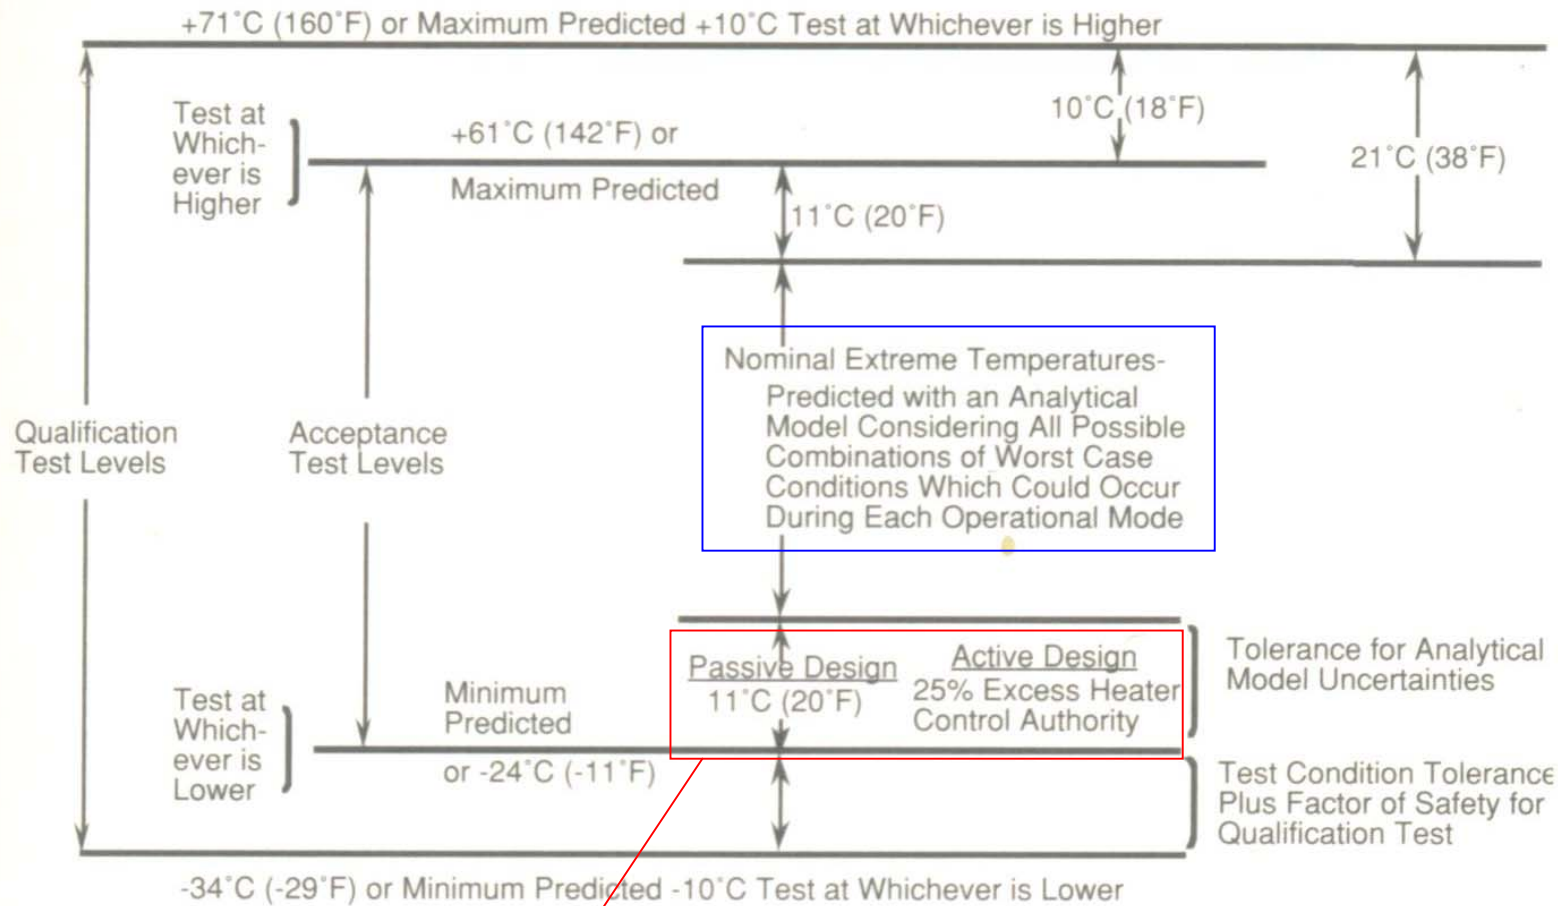 +71°C (160°F) or Maximum Predicted +10°C Test at Whichever is Higher
10°C (18°F)
21°C (38°F)
Test at
Which-
ever is
Higher
+61°C (142°F) or
Maximum Predicted
11°C (20°F)
Nominal Extreme Temperatures-
Predicted with an Analytical
Model Considering All Possible
Combinations of Worst Case
Conditions Which Could Occur
During Each Operational Mode
Qualification
Test Levels
Acceptance
Test Levels
Passive Design
11°C (20°F)
Active Design
25% Excess Heater
Control Authority
Tolerance for Analytical
Model Uncertainties
Test at
Which-
ever is
Lower
Minimum
Predicted
or -24°C (-11°F)
Test Condition Tolerance
Plus Factor of Safety for
Qualification Test
-34°C (-29°F) or Minimum Predicted -10°C Test at Whichever is Lower